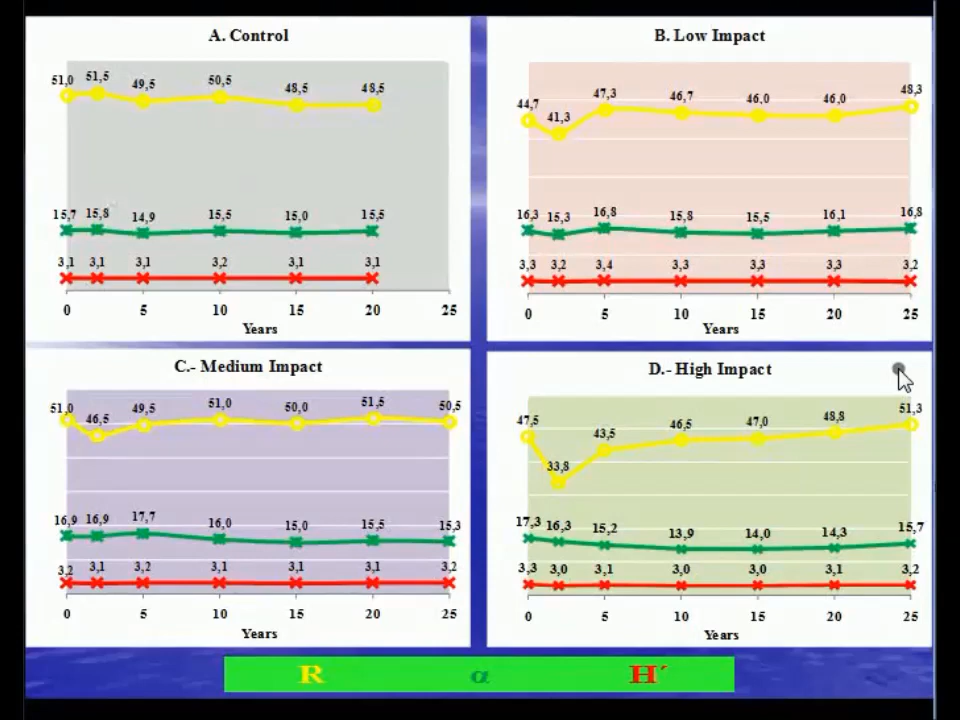 A. Control
51,0 51,5 49,5 50,5 48,5 48,5
15,7 15,8 14,9 15,5 15,0 15,5
3,1 3,1 3,1 3,2 3,1 3,1
0 5 10 15 20 25
Years
B. Low Impact
44,7 41,3 47,3 46,7 46,0 46,0 48,3
16,3 15,3 16,8 15,8 15,5 16,1 16,8
3,3 3,2 3,4 3,3 3,3 3,3 3,2
0 5 10 15 20 25
Years
C.- Medium Impact
51,0 46,5 49,5 51,0 50,0 51,5 50,5
16,9 16,9 17,7 16,0 15,0 15,5 15,3
3,2 3,1 3,2 3,1 3,1 3,1 3,2
0 5 10 15 20 25
Years
D.- High Impact
47,5 33,8 43,5 46,5 47,0 48,8 51,3
17,3 16,3 15,2 13,9 14,0 14,3 15,7
3,3 3,0 3,1 3,0 3,0 3,1 3,2
0 5 10 15 20 25
Years
R α H´